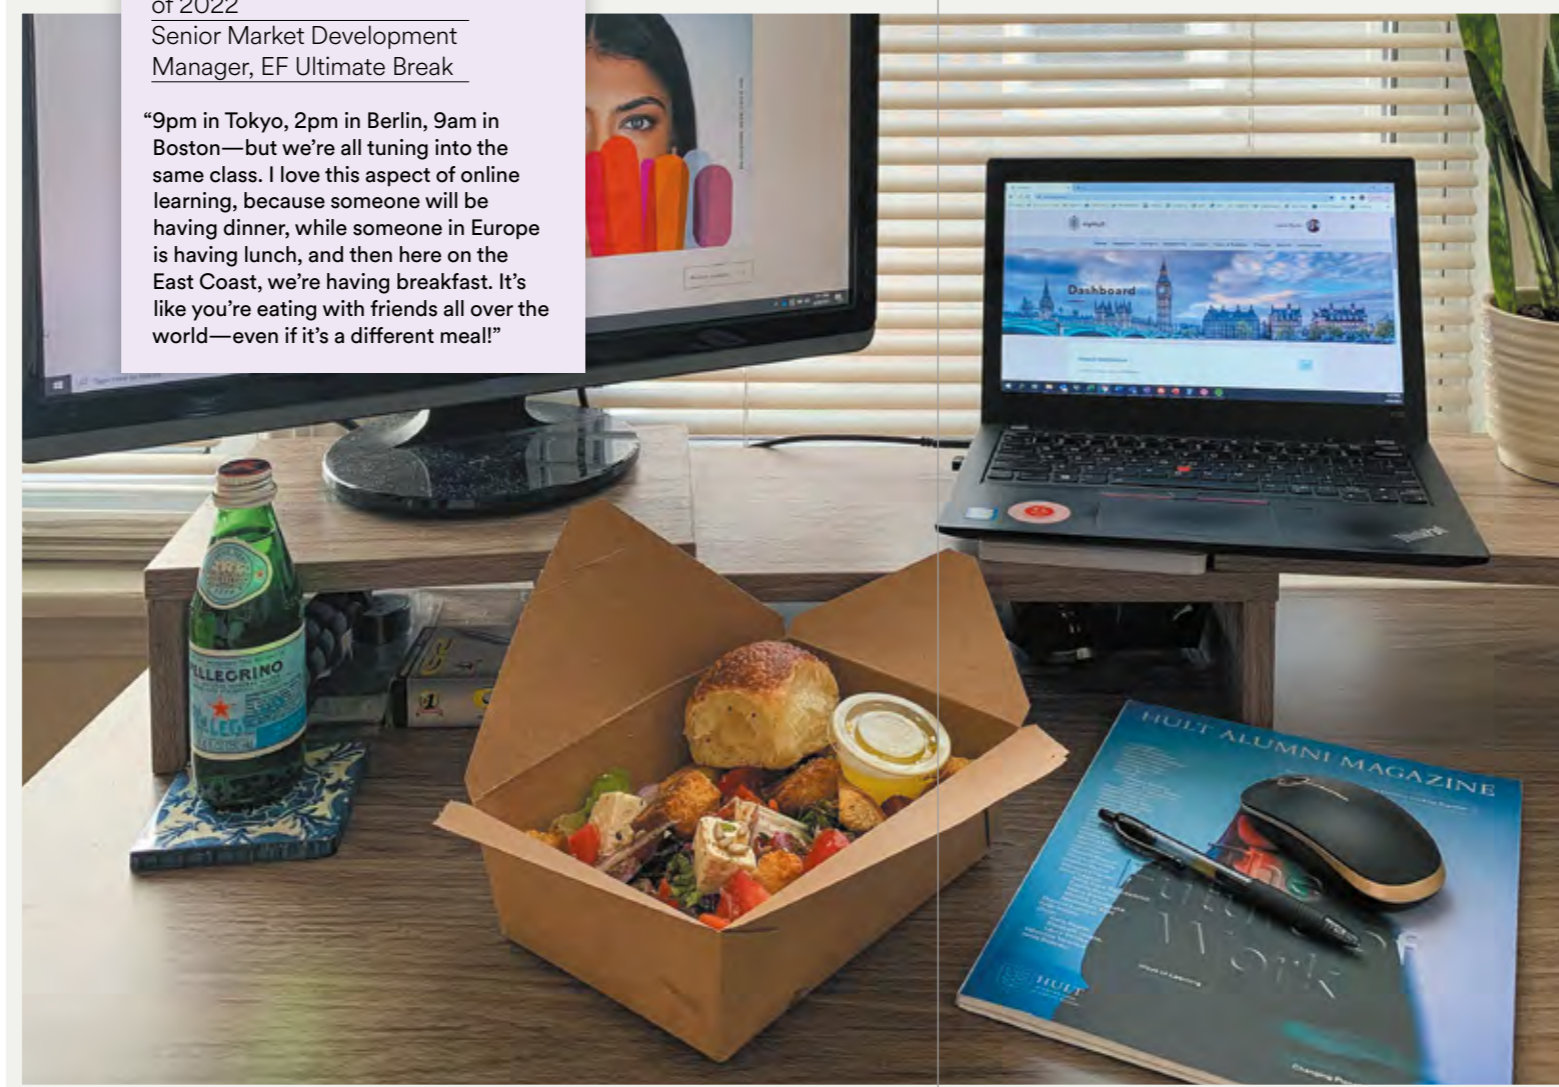 of 2022
Senior Market Development
Manager, EF Ultimate Break
“9pm in Tokyo, 2pm in Berlin, 9am in
Boston—but we’re all tuning into the
same class. I love this aspect of online
learning, because someone will be
having dinner, while someone in Europe
is having lunch, and then here on the
East Coast, we’re having breakfast. It’s
like you’re eating with friends all over the
world—even if it’s a different meal!”
Dashboard
ThinkPad
PELLEGRINO
HULT ALUMNI MAGAZINE
Work
HULT